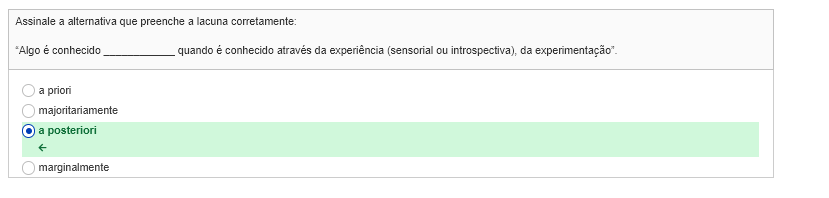 Assinale a alternativa que preenche a lacuna corretamente:
“Algo é conhecido ____________ quando é conhecido através da experiência (sensorial ou introspectiva), da experimentação”.
a priori
majoritariamente
a posteriori
←
marginalmente